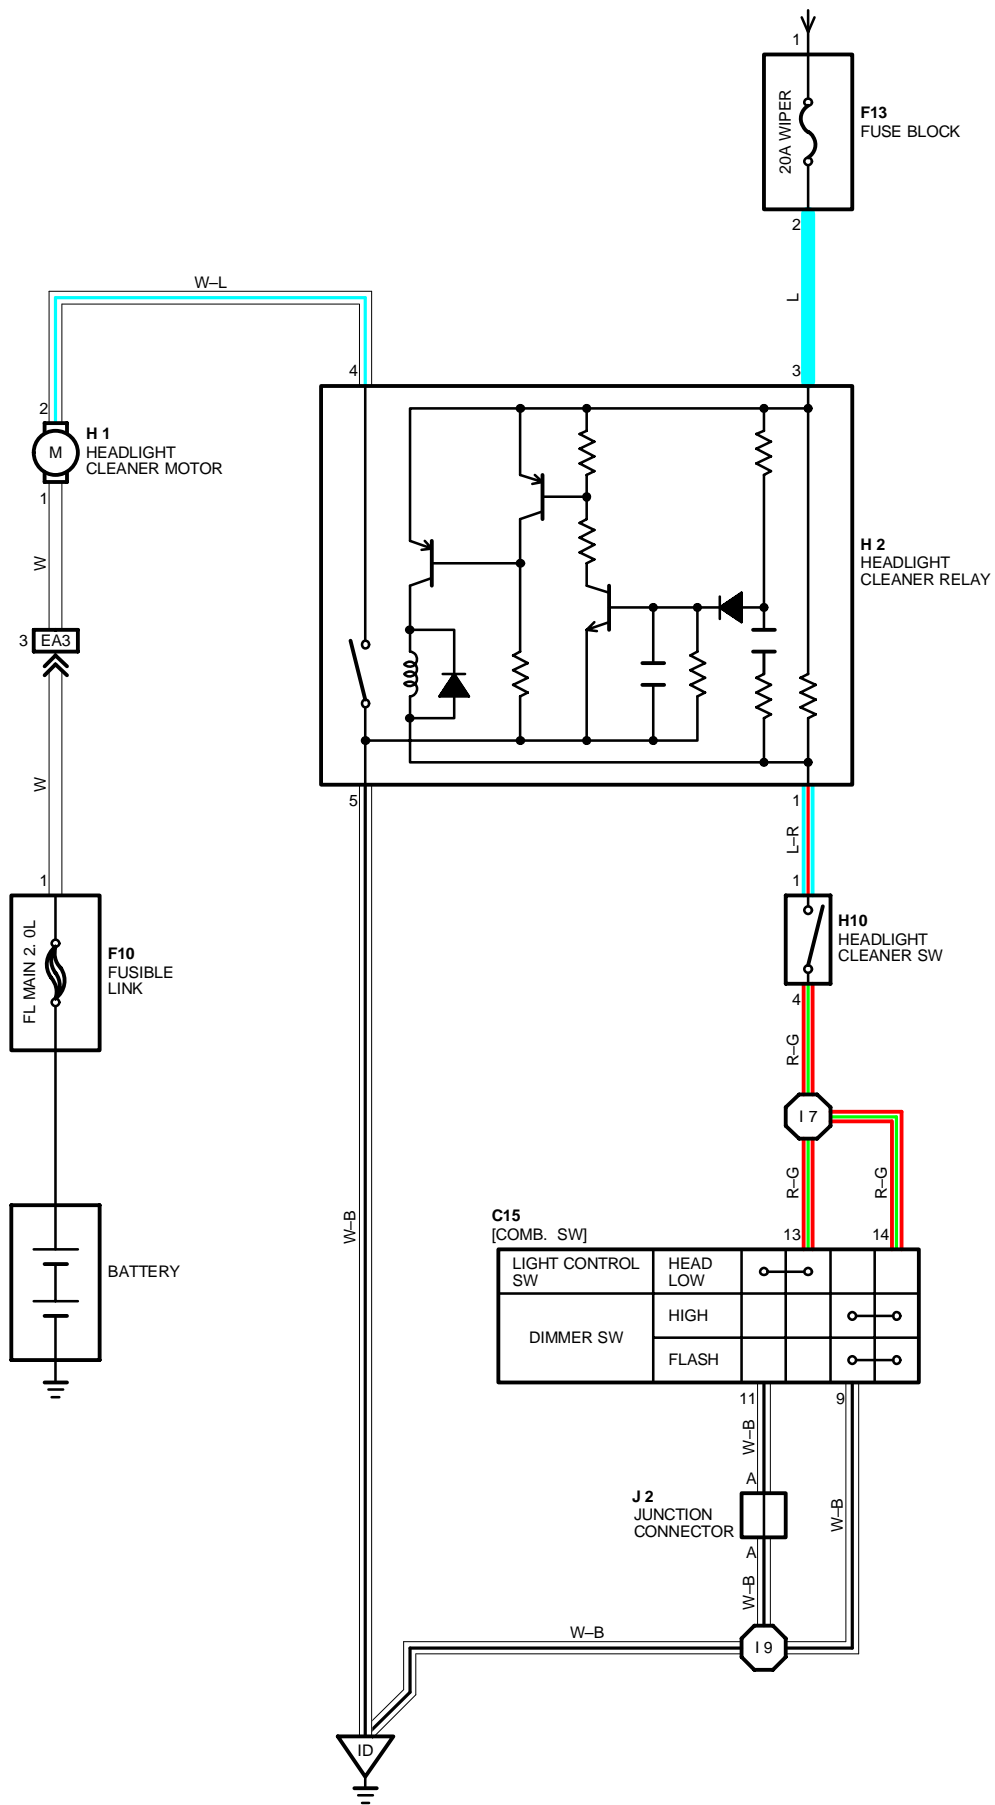 1
20A WIPER
F13
FUSE BLOCK
2
L
3
W–L
4
2
M
H 1
HEADLIGHT
CLEANER MOTOR
1
W
3
EA3
W
1
FL MAIN 2. 0L
F10
FUSIBLE
LINK
BATTERY
H 2
HEADLIGHT
CLEANER RELAY
5
1
L–R
1
H10
HEADLIGHT
CLEANER SW
4
R–G
I 7
R–G
R–G
W–B
C15
[COMB. SW]
13
14
LIGHT CONTROL
SW
HEAD
LOW
DIMMER SW
HIGH
FLASH
11
9
W–B
A
J 2
JUNCTION
CONNECTOR
W–B
A
W–B
W–B
I 9
ID